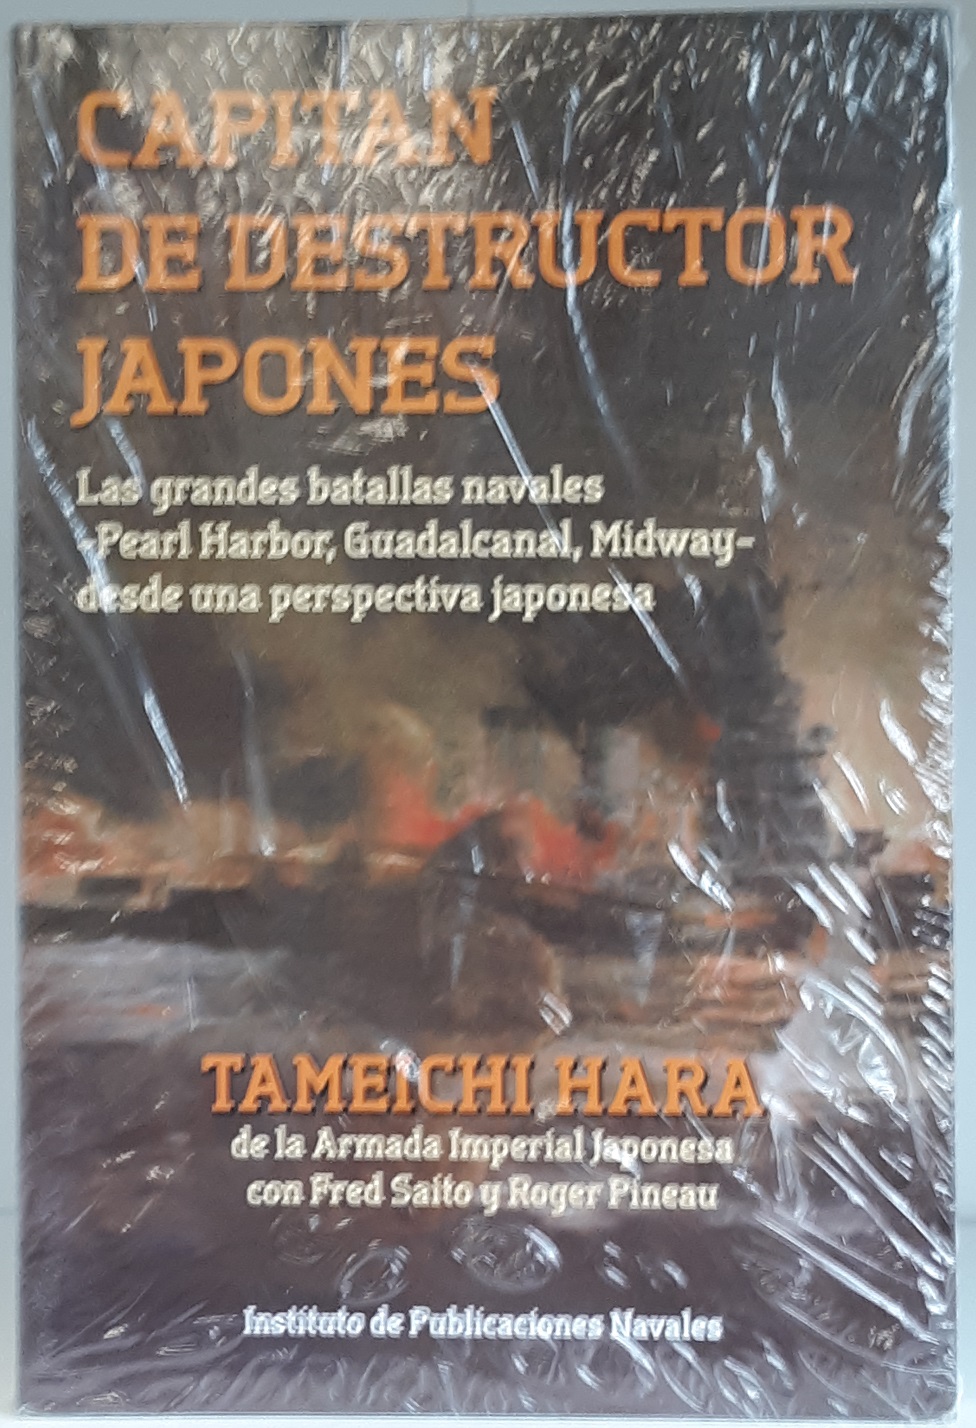 CAPITAN
DE DESTRUCTOR
JAPONES
Las grandes batallas navales
-Pearl Harbor, Guadalcanal, Midway-
desde una perspectiva japonesa
TAMEICHI HARA
de la Armada Imperial Japonesa
con Fred Saito y Roger Pineau
Instituto de Publicaciones Navales